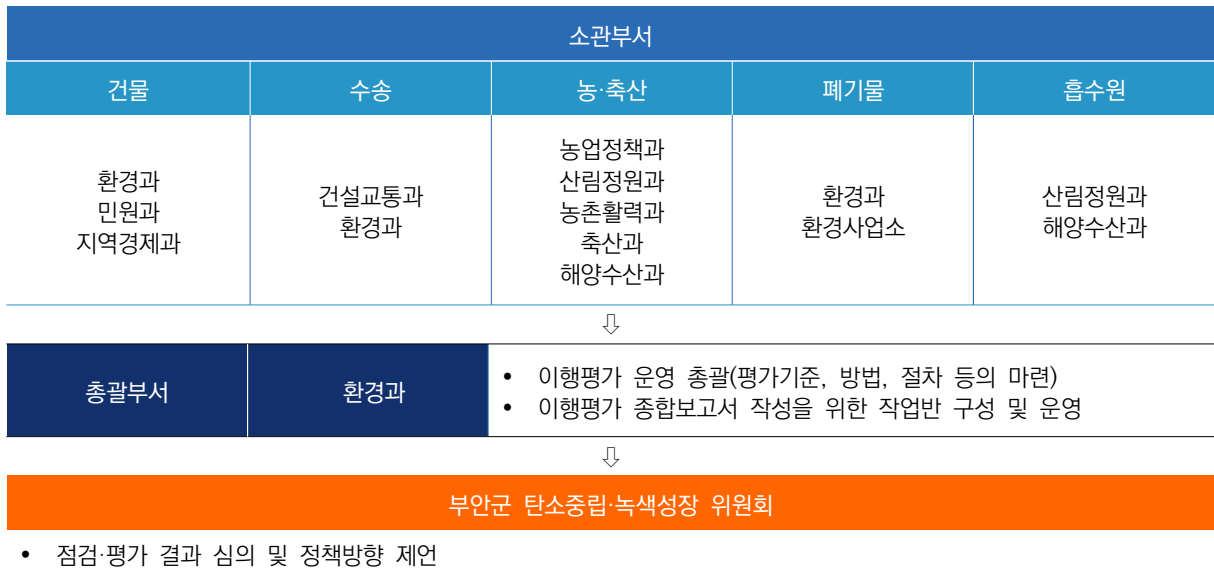 소관부서
건물
수송
농·축산
폐기물
흡수원
환경과
민원과
지역경제과
건설교통과
환경과
농업정책과
산림정원과
농촌활력과
축산과
해양수산과
환경과
환경사업소
산림정원과
해양수산과
⇩
총괄부서
환경과
• 이행평가 운영 총괄(평가기준, 방법, 절차 등의 마련)
• 이행평가 종합보고서 작성을 위한 작업반 구성 및 운영
⇩
부안군 탄소중립·녹색성장 위원회
• 점검·평가 결과 심의 및 정책방향 제언